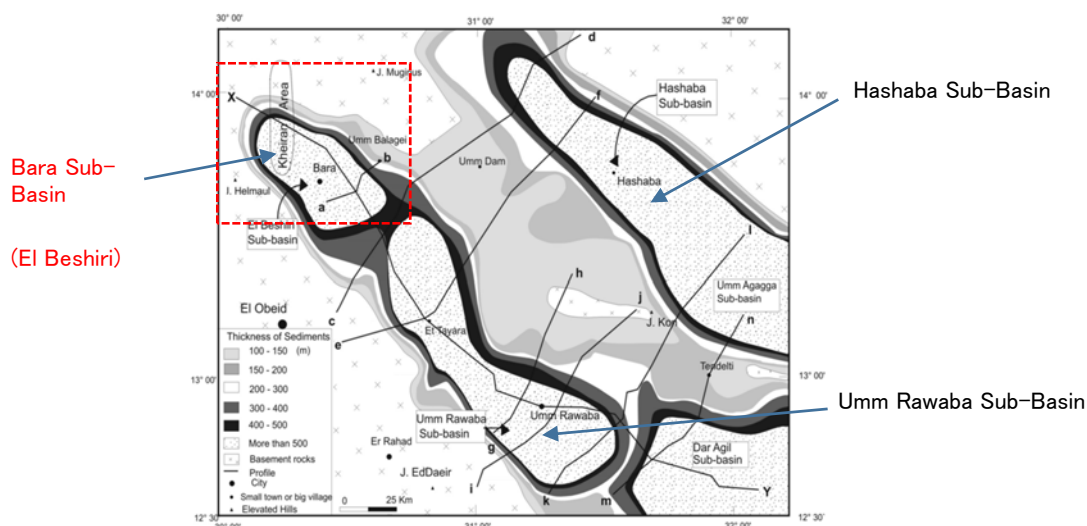 30° 00'
31° 00'
32° 00'
14° 00'
14° 00'
X
Kheiran Area
J. Muginus
d
f
Hashaba
Sub-basin
Hashaba Sub-Basin
Umm Balagei
b
Umm Dam
Hashaba
Bara Sub-
Basin
Bara
I. Helmaul
a
El Beshiri
Sub-basin
(El Beshiri)
l
h
Umm Agagga
Sub-basin
j
n
El Obeid
c
J. Kon
e
Et Tayara
Tendelti
Thickness of Sediments
(m)
100 - 150
150 - 200
200 - 300
300 - 400
400 - 500
More than 500
Basement rocks
Profile
City
Small town or big village
Elevated Hills
13° 00'
13° 00'
Umm Rawaba
Umm Rawaba
Sub-basin
Umm Rawaba Sub-Basin
g
Er Rahad
Dar Agil
Sub-basin
J. EdDaeir
i
k
m
Y
0 25 Km
12° 30'
12° 30'
31° 00'
32° 00'